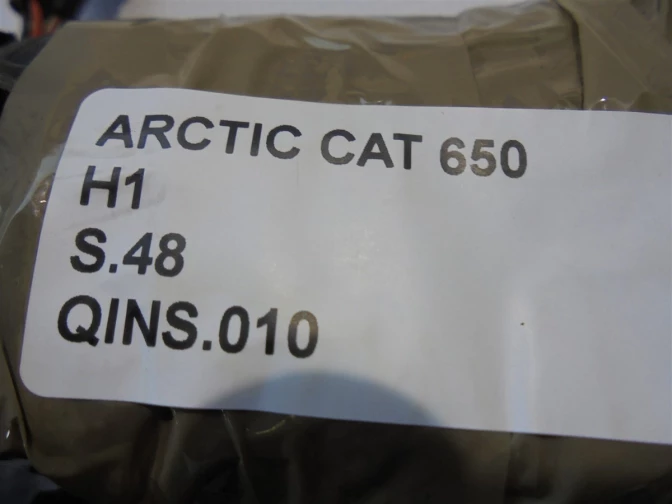 ARCTIC CAT 650
H1
S.48
QINS.010